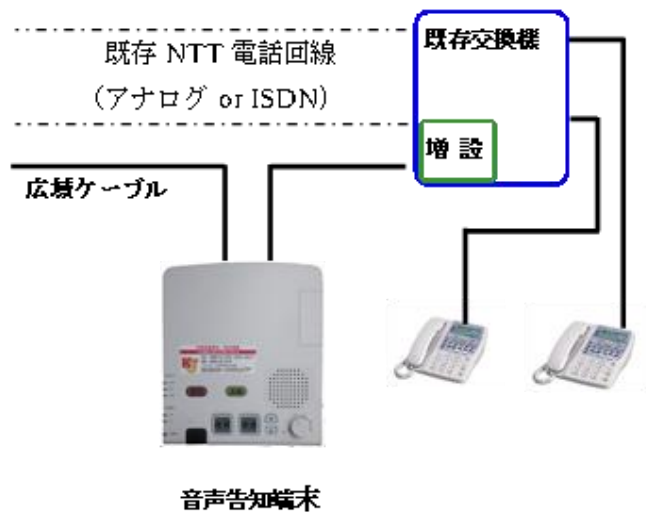 既存 NTT 電話回線
（アナログ or ISDN）
既存交換機
増 設
広域ケーブル
音声告知端末